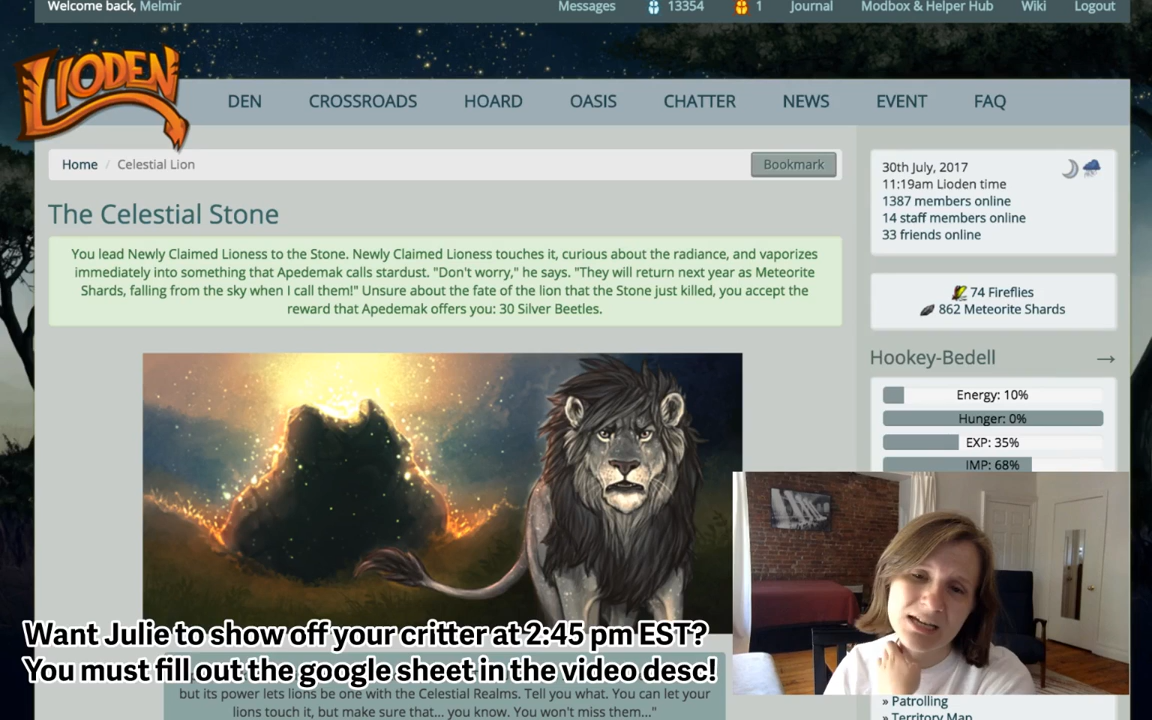 Welcome back, Melmir
Messages 13354 1 Journal Modbox & Helper Hub Wiki Logout
LIODEN
DEN CROSSROADS HOARD OASIS CHATTER NEWS EVENT FAQ
Home / Celestial Lion
Bookmark
The Celestial Stone
You lead Newly Claimed Lioness to the Stone. Newly Claimed Lioness touches it, curious about the radiance, and vaporizes
immediately into something that Apedemak calls stardust. "Don't worry," he says. "They will return next year as Meteorite
Shards, falling from the sky when I call them!" Unsure about the fate of the lion that the Stone just killed, you accept the
reward that Apedemak offers you: 30 Silver Beetles.
30th July, 2017
11:19am Lioden time
1387 members online
14 staff members online
33 friends online
74 Fireflies
862 Meteorite Shards
Hookey-Bedell →
Energy: 10%
Hunger: 0%
EXP: 35%
IMP: 68%
Want Julie to show off your critter at 2:45 pm EST?
You must fill out the google sheet in the video desc!
but its power lets lions be one with the Celestial Realms. Tell you what. You can let your
lions touch it, but make sure that... you know. You won't miss them..."
» Patrolling
» Territory Map